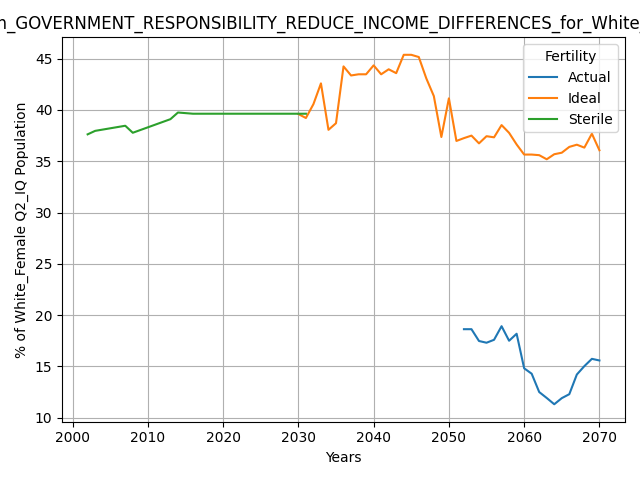 n_GOVERNMENT_RESPONSIBILITY_REDUCE_INCOME_DIFFERENCES_for_White_
Fertility
Actual
Ideal
Sterile
% of White_Female Q2_IQ Population
45
40
35
30
25
20
15
10
2000 2010 2020 2030 2040 2050 2060 2070
Years